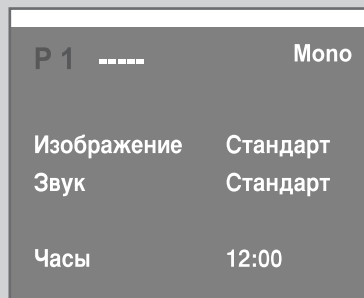 P 1 ----- Mono
Изображение Стандарт
Звук Стандарт
Часы 12:00